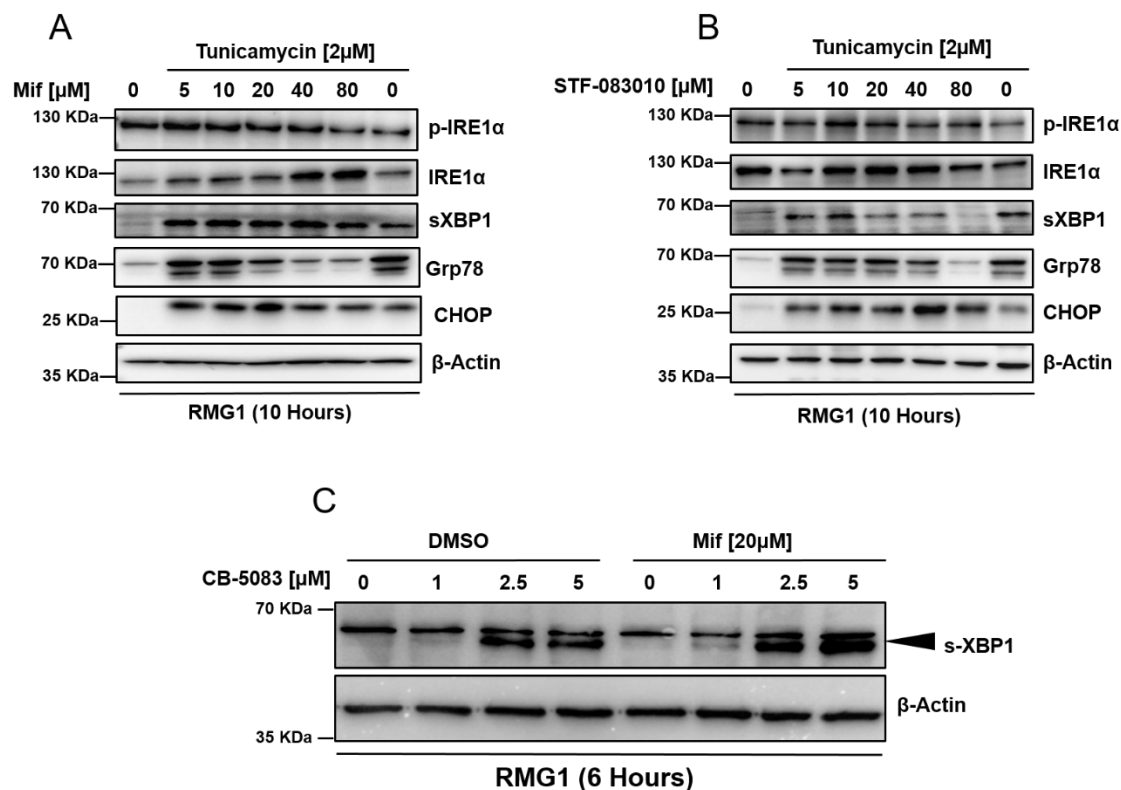 A
Tunicamycin [2µM]
Mif [µM] 0 5 10 20 40 80 0
130 KDa
p-IRE1α
130 KDa
IRE1α
70 KDa
sXBP1
70 KDa
Grp78
25 KDa
CHOP
35 KDa
β-Actin
RMG1 (10 Hours)
B
Tunicamycin [2µM]
STF-083010 [µM] 0 5 10 20 40 80 0
130 KDa
p-IRE1α
130 KDa
IRE1α
70 KDa
sXBP1
70 KDa
Grp78
25 KDa
CHOP
35 KDa
β-Actin
RMG1 (10 Hours)
C
DMSO Mif [20µM]
CB-5083 [µM] 0 1 2.5 5 0 1 2.5 5
70 KDa
s-XBP1
β-Actin
35 KDa
RMG1 (6 Hours)